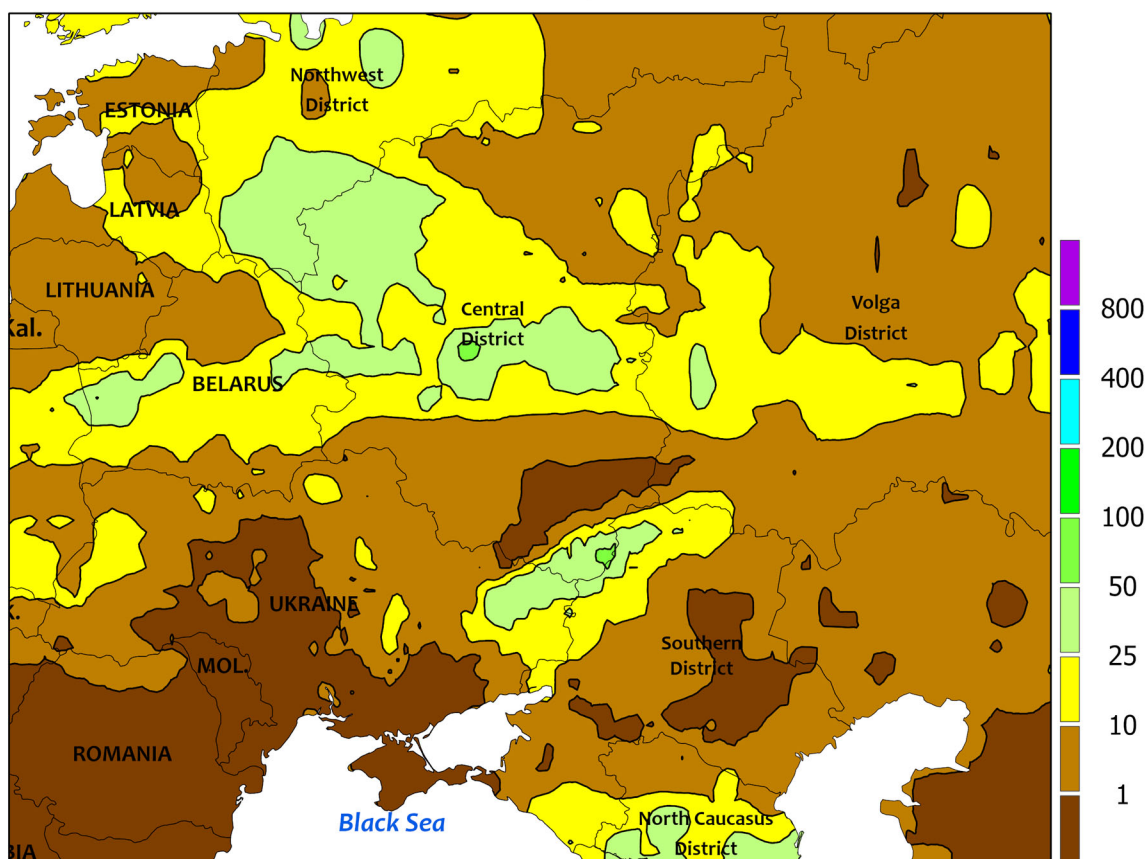 Northwest
District
ESTONIA
LATVIA
LITHUANIA
Kal.
Central
District
Volga
District
BELARUS
UKRAINE
K.
MOL.
Southern
District
ROMANIA
Black Sea
North Caucasus
District
BIA
800
400
200
100
50
25
10
1